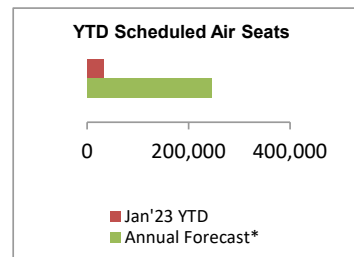 YTD Scheduled Air Seats
0 200,000 400,000
Jan'23 YTD
Annual Forecast*